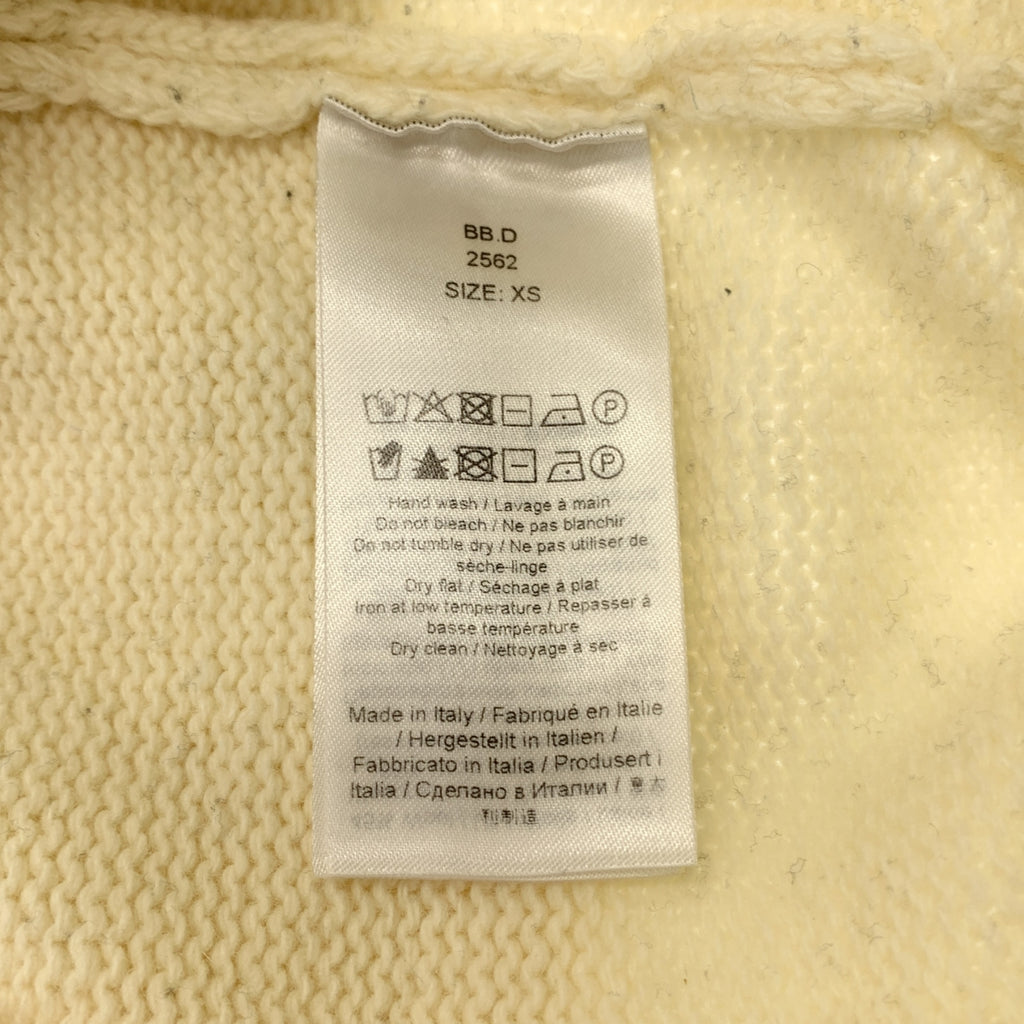 BB.D
2562
SIZE: XS
Hand wash / Lavage à main
Do not bleach / Ne pas blanchir
Do not tumble dry / Ne pas utiliser de
sèche-linge
Dry flat / Séchage à plat
Iron at low temperature / Repasser à
basse température
Dry clean / Nettoyage à sec
Made in Italy / Fabriqué en Italie
/ Hergestellt in Italien /
Fabbricato in Italia / Produsert i
Italia / Сделано в Италии / 意大
利制造